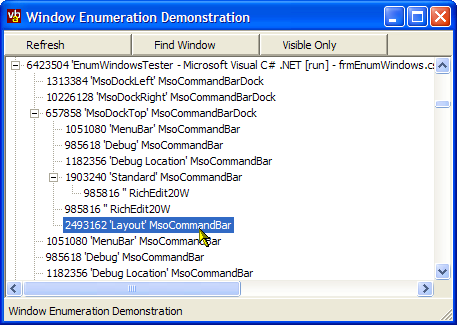 vb a Window Enumeration Demonstration
Refresh Find Window Visible Only
6423504 'EnumWindowsTester - Microsoft Visual C# .NET [run] - frmEnumWindows.cs
1313384 'MsoDockLeft' MsoCommandBarDock
10226128 'MsoDockRight' MsoCommandBarDock
657858 'MsoDockTop' MsoCommandBarDock
1051080 'MenuBar' MsoCommandBar
985618 'Debug' MsoCommandBar
1182356 'Debug Location' MsoCommandBar
1903240 'Standard' MsoCommandBar
985816 '' RichEdit20W
985816 '' RichEdit20W
2493162 'Layout' MsoCommandBar
1051080 'MenuBar' MsoCommandBar
985618 'Debug' MsoCommandBar
1182356 'Debug Location' MsoCommandBar
Window Enumeration Demonstration